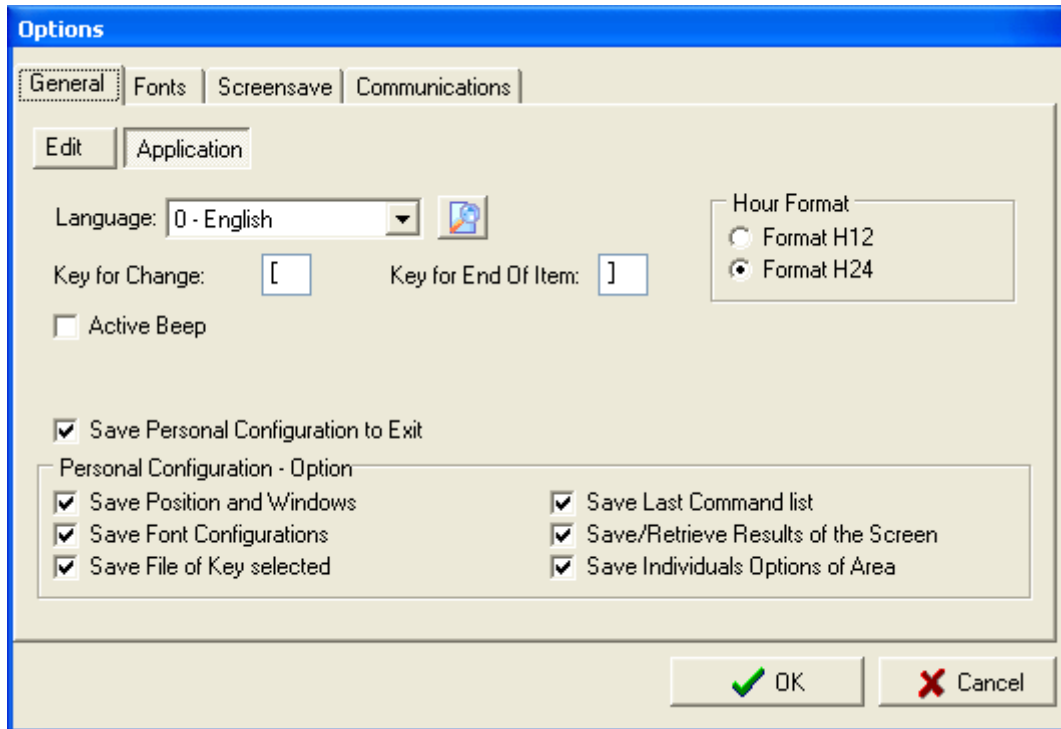 Options
General Fonts Screensave Communications
Edit Application
Language: 0 - English
Hour Format
Format H12
Key for Change: [ Key for End Of Item: ]
Format H24
Active Beep
Save Personal Configuration to Exit
Personal Configuration - Option
Save Position and Windows Save Last Command list
Save Font Configurations Save/Retrieve Results of the Screen
Save File of Key selected Save Individuals Options of Area
OK Cancel